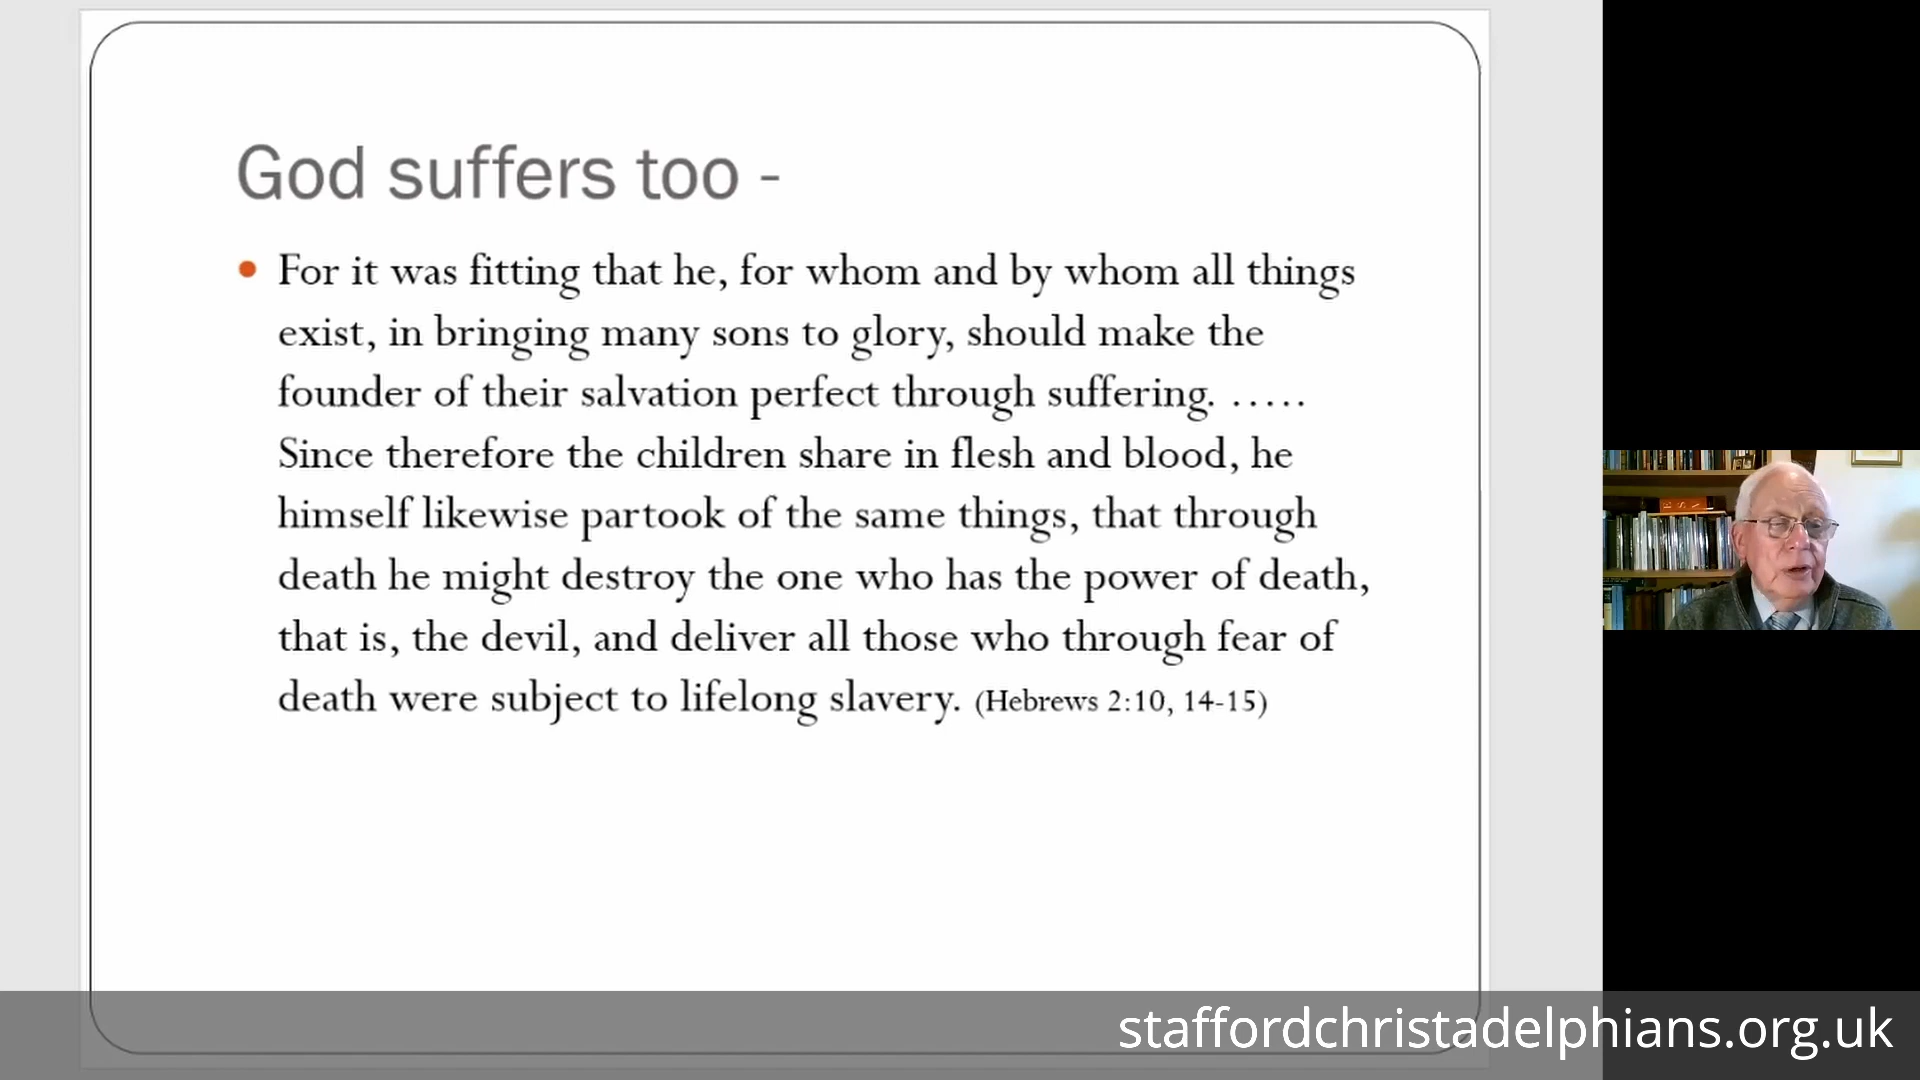 God suffers too -
• For it was fitting that he, for whom and by whom all things
exist, in bringing many sons to glory, should make the
founder of their salvation perfect through suffering. .....
Since therefore the children share in flesh and blood, he
himself likewise partook of the same things, that through
death he might destroy the one who has the power of death,
that is, the devil, and deliver all those who through fear of
death were subject to lifelong slavery. (Hebrews 2:10, 14-15)
staffordchristadelphians.org.uk